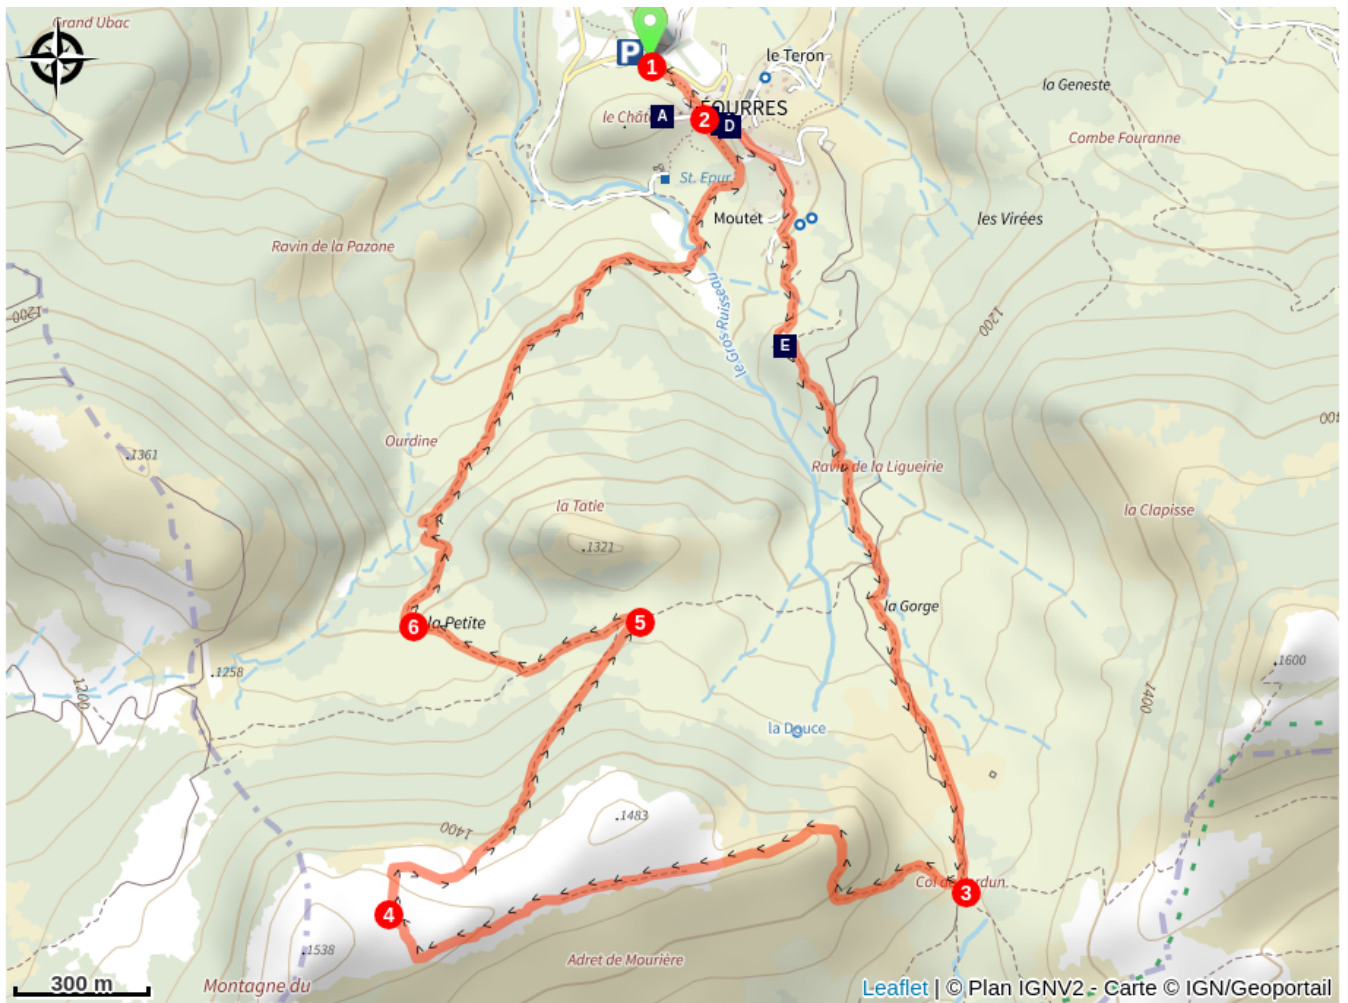 Grand Ubac
P
1
le Teron
la Geneste
A
2
FOURRES
D
Combe Fouranne
St. Epur
Moutet
les Virées
Ravin de la Pazone
1200
1200
le Gros Ruisseau
E
Ourdine
1361
Ravin de la Ligueirie
la Tatie
la Clapisse
1321
la Gorge
6
la Petite
5
1258
1200
1600
1400
la Douce
1483
1400
3
4
1538
Adret de Mourière
300 m
Montagne du
Leaflet | © Plan IGNV2 - Carte © IGN/Geoportail